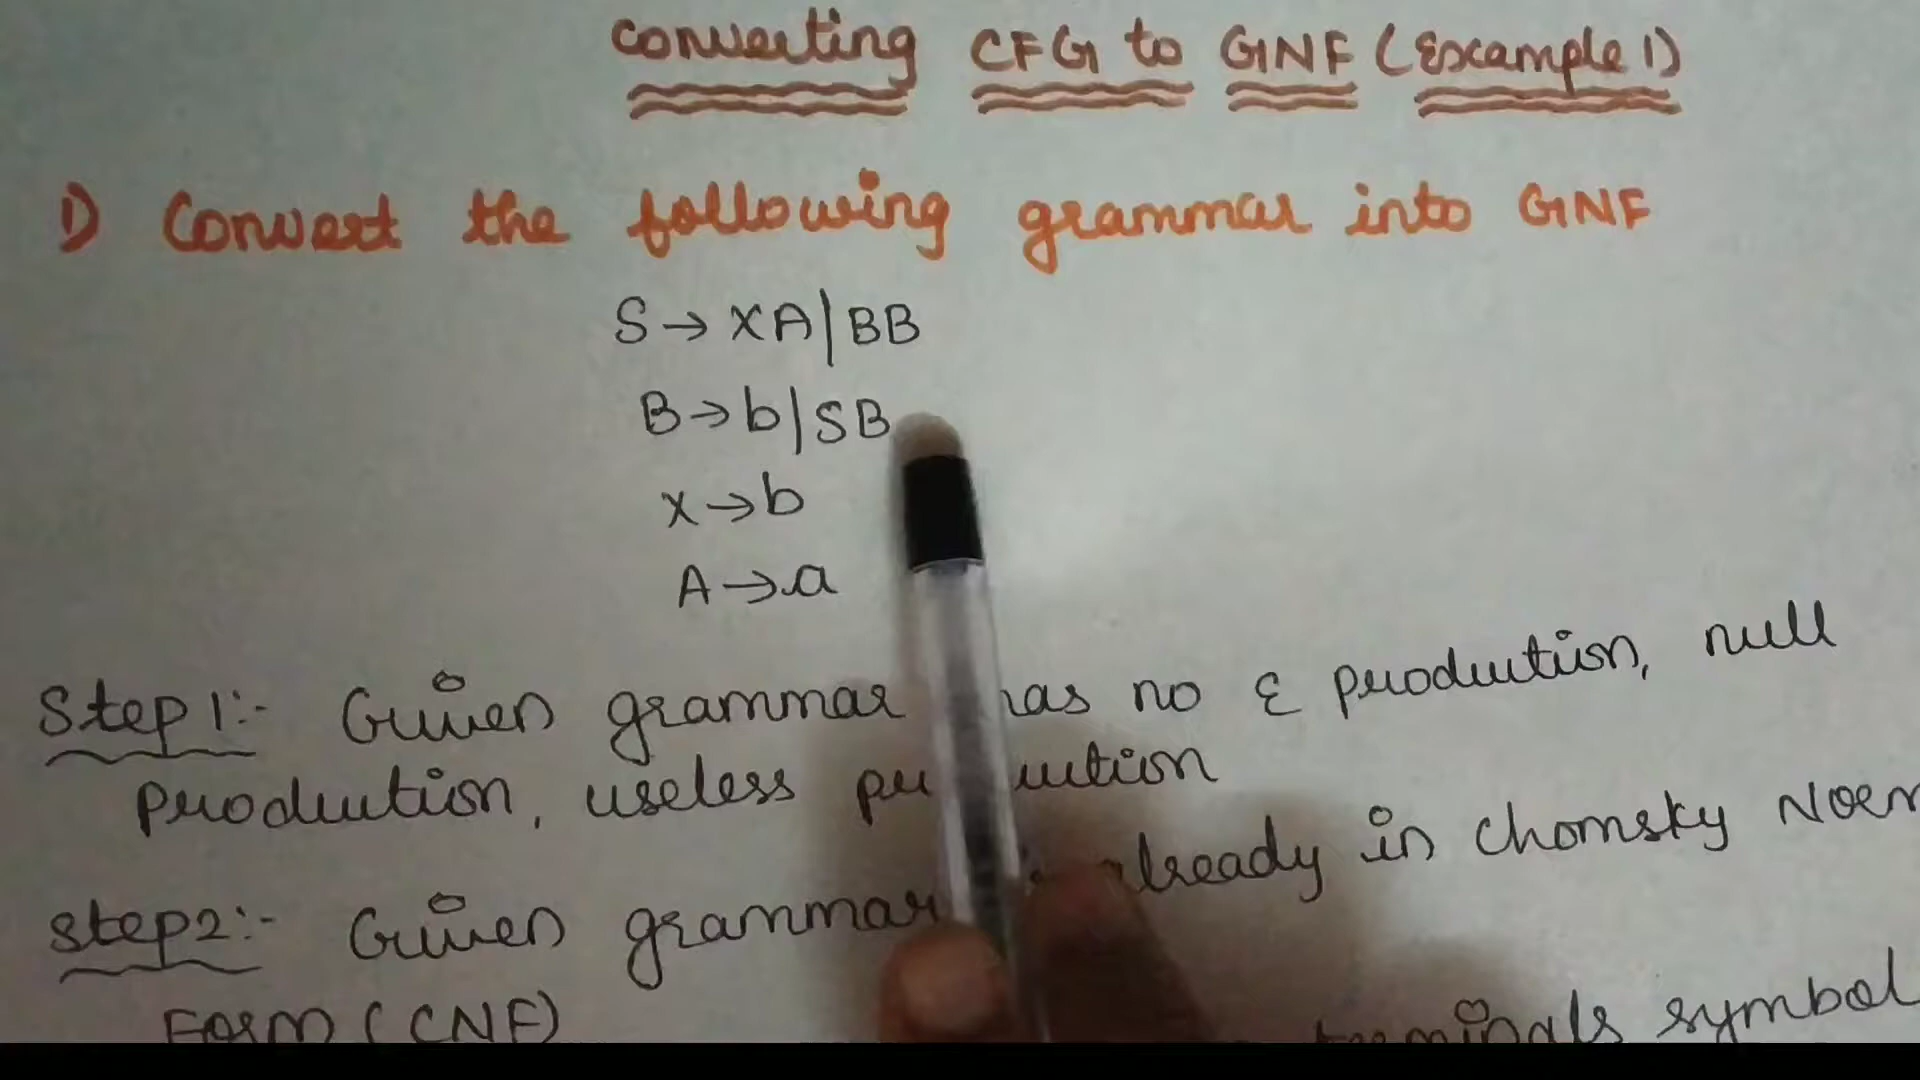 Converting CFG to GNF (Example 1)
1) Convert the following grammar into GNF
S → XA | BB
B → b | SB
X → b
A → a
Step 1:- Given grammar has no ε production, null
production, useless production
Step 2:- Given grammar already in Chomsky
Form (CNF)
terminals symbol